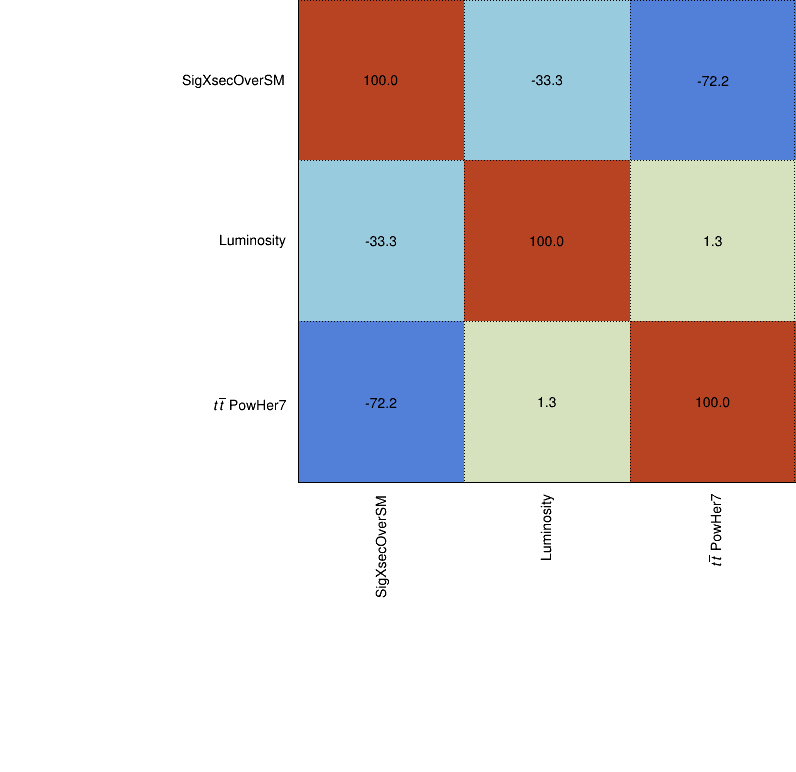 SigXsecOverSM 100.0 -33.3 -72.2
Luminosity -33.3 100.0 1.3
tt̅ PowHer7 -72.2 1.3 100.0
SigXsecOverSM
Luminosity
tt̅ PowHer7